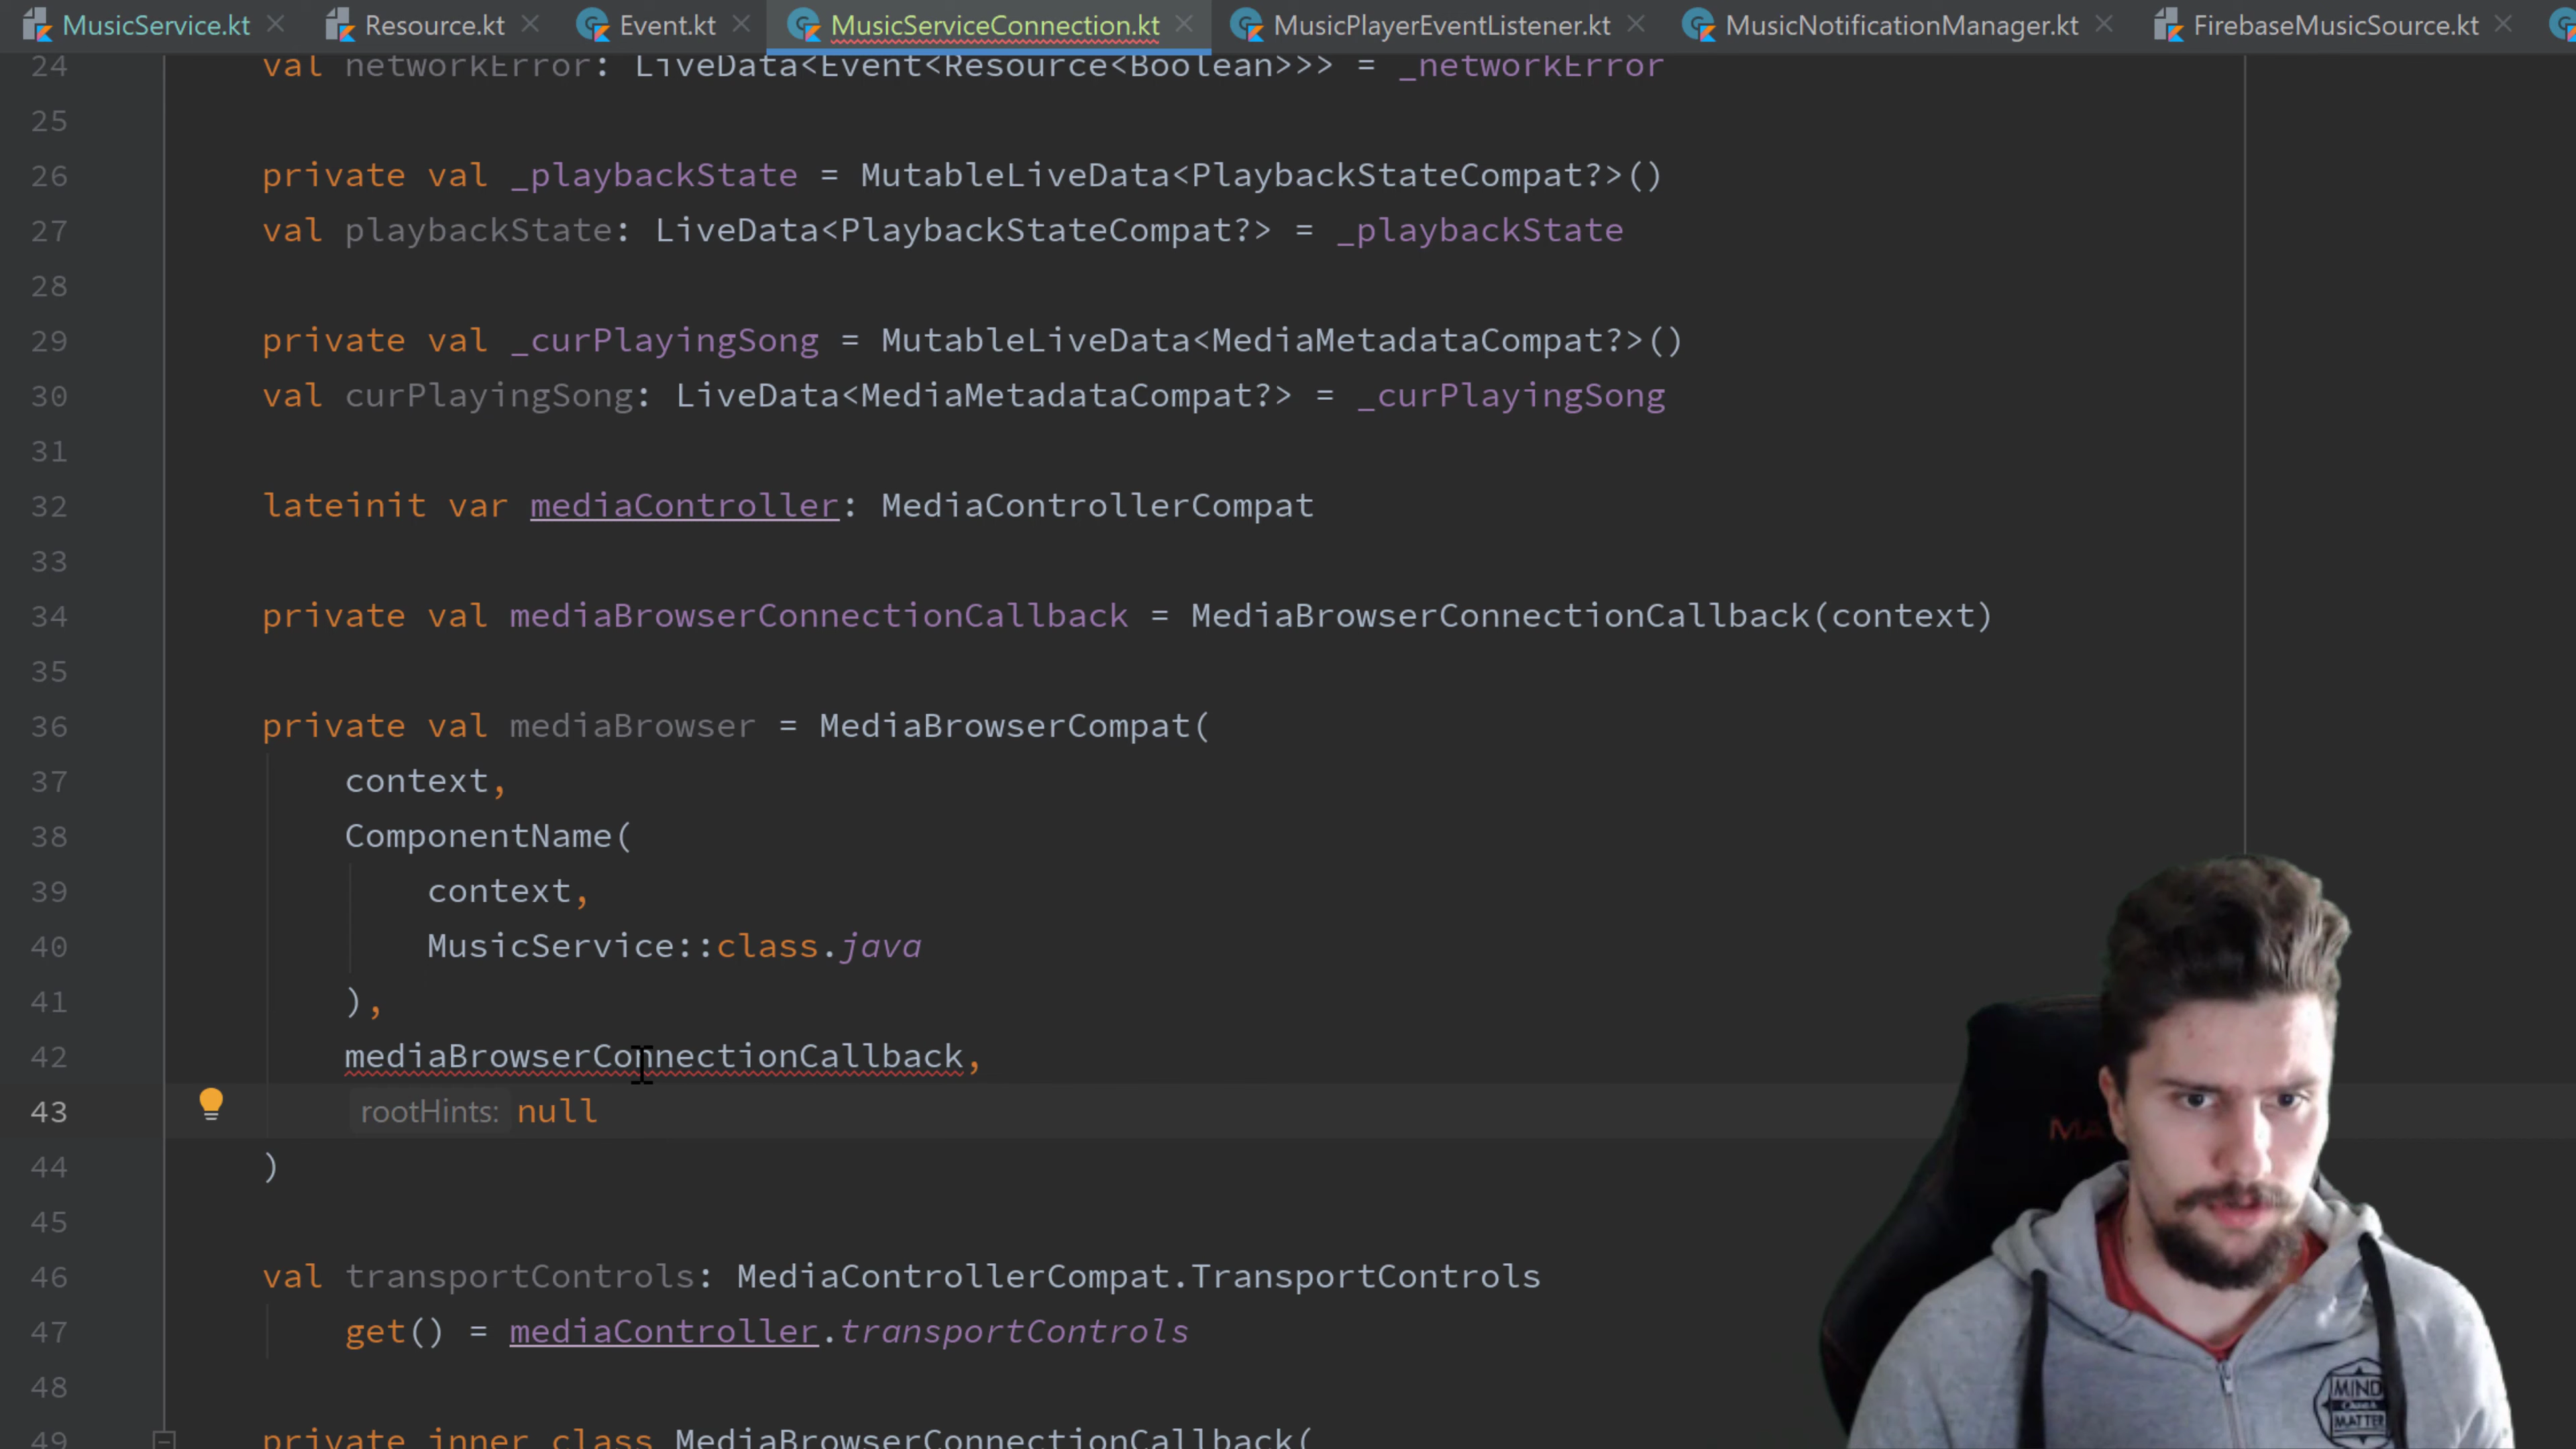 MusicService.kt Resource.kt Event.kt MusicServiceConnection.kt MusicPlayerEventListener.kt MusicNotificationManager.kt FirebaseMusicSource.kt
24 val networkError: LiveData<Event<Resource<Boolean>>> = _networkError
25
26 private val _playbackState = MutableLiveData<PlaybackStateCompat?>()
27 val playbackState: LiveData<PlaybackStateCompat?> = _playbackState
28
29 private val _curPlayingSong = MutableLiveData<MediaMetadataCompat?>()
30 val curPlayingSong: LiveData<MediaMetadataCompat?> = _curPlayingSong
31
32 lateinit var mediaController: MediaControllerCompat
33
34 private val mediaBrowserConnectionCallback = MediaBrowserConnectionCallback(context)
35
36 private val mediaBrowser = MediaBrowserCompat(
37 context,
38 ComponentName(
39 context,
40 MusicService::class.java
41 ),
42 mediaBrowserConnectionCallback,
43 rootHints: null
44 )
45
46 val transportControls: MediaControllerCompat.TransportControls
47 get() = mediaController.transportControls
48
49 private inner class MediaBrowserConnectionCallback(
MIND
MATTER